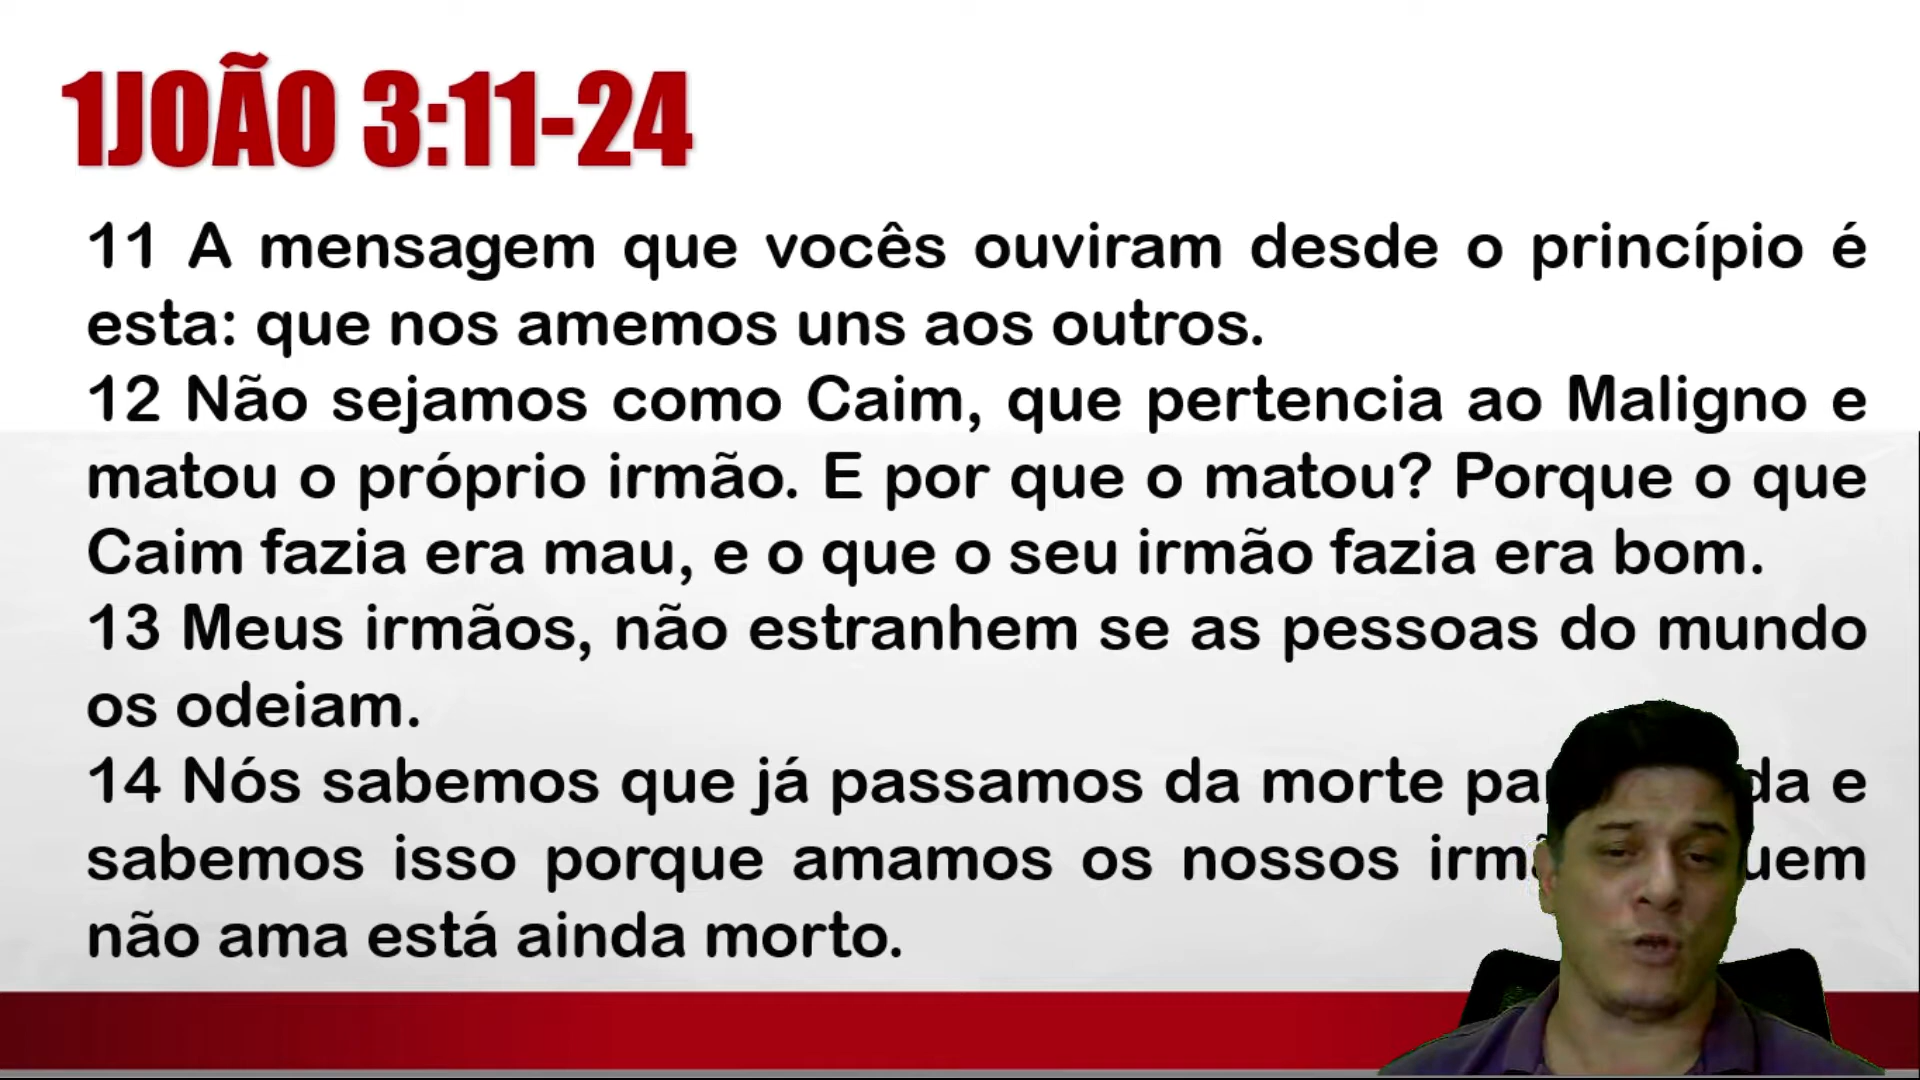 1JOÃO 3:11-24
11 A mensagem que vocês ouviram desde o princípio é
esta: que nos amemos uns aos outros.
12 Não sejamos como Caim, que pertencia ao Maligno e
matou o próprio irmão. E por que o matou? Porque o que
Caim fazia era mau, e o que o seu irmão fazia era bom.
13 Meus irmãos, não estranhem se as pessoas do mundo
os odeiam.
14 Nós sabemos que já passamos da morte e
sabemos isso porque amamos os nossos
não ama está ainda morto.